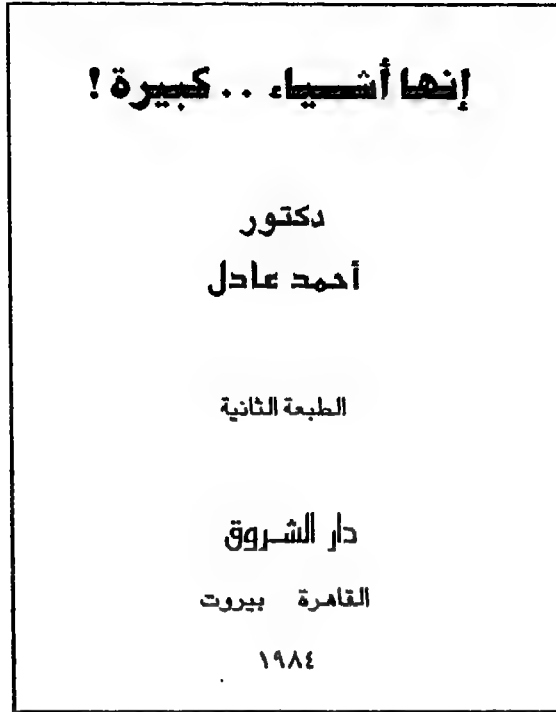 إنها أشياء . . كبيرة !
دكتور
أحمد عادل
الطبعة الثانية
دار الشروق
القاهرة بيروت
١٩٨٤